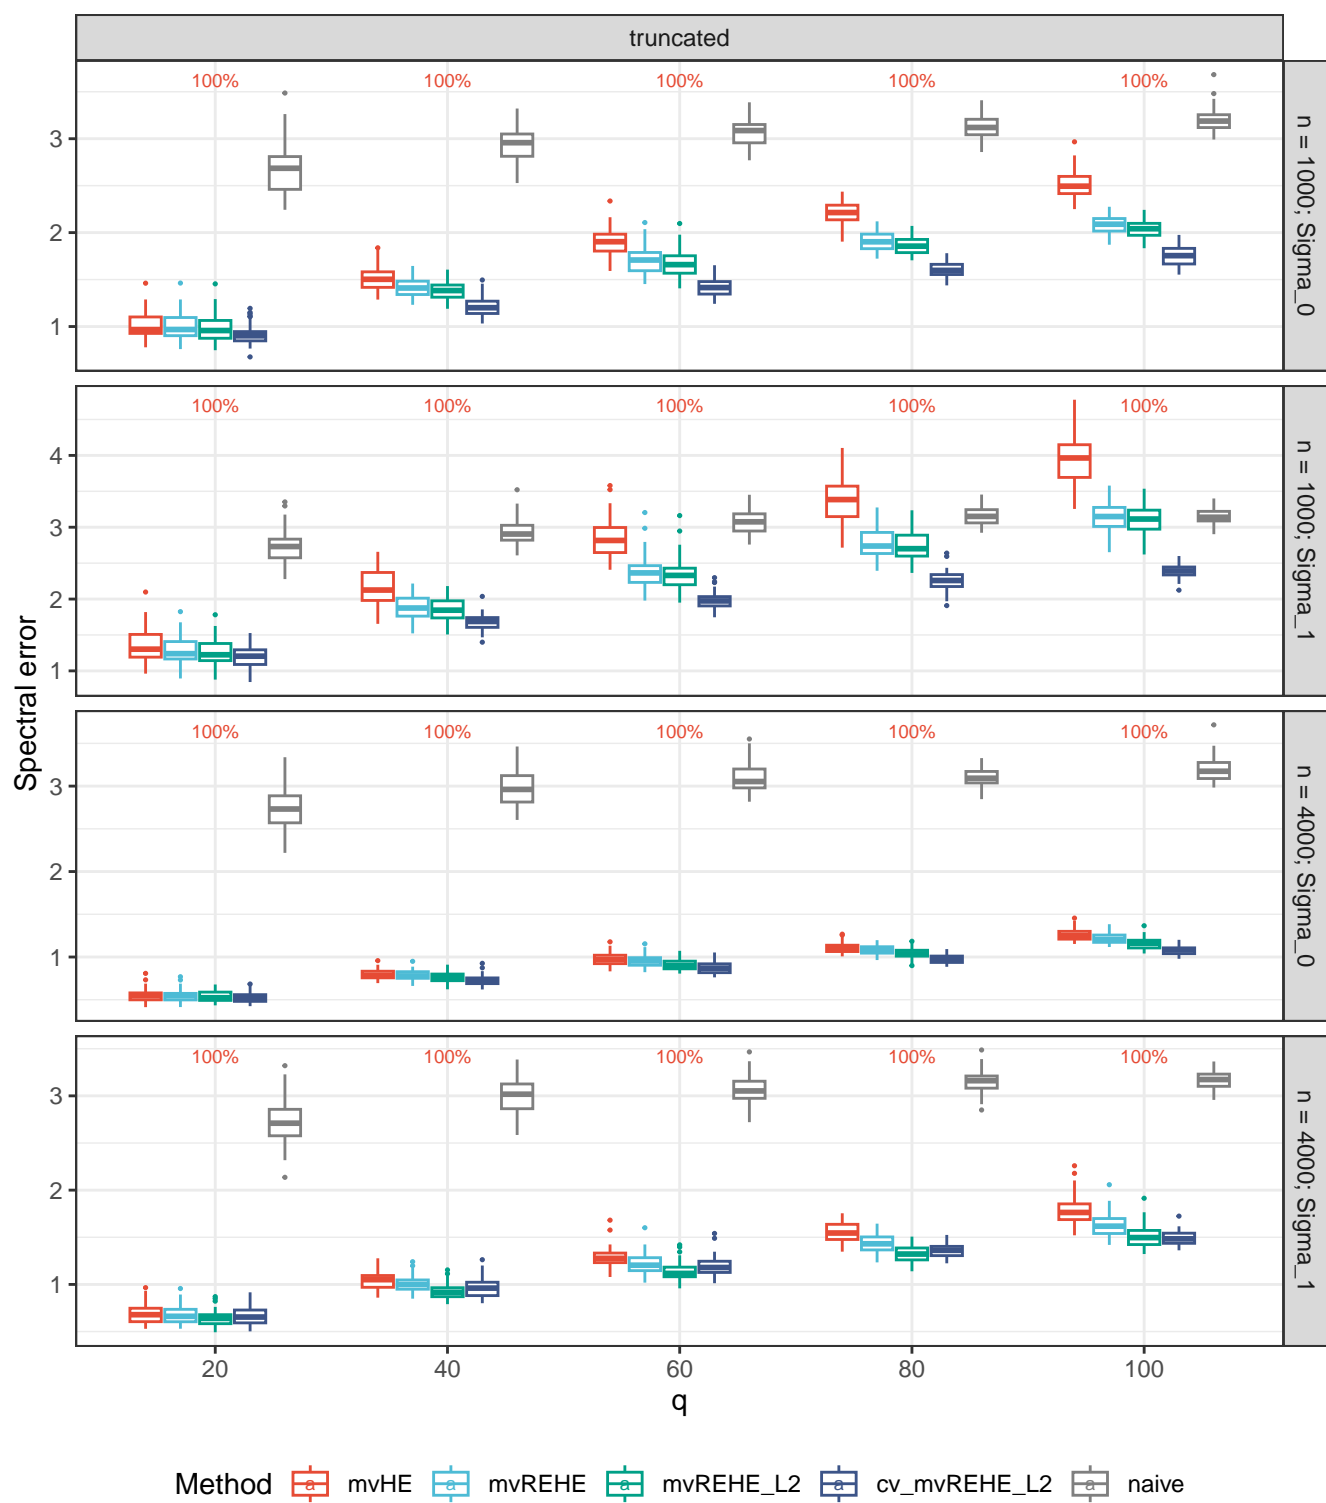 truncated
100% 100% 100% 100% 100%
3
2
1
n = 1000; Sigma_0
100% 100% 100% 100% 100%
4
3
2
1
n = 1000; Sigma_1
Spectral error
100% 100% 100% 100% 100%
3
2
1
n = 4000; Sigma_0
100% 100% 100% 100% 100%
3
2
1
n = 4000; Sigma_1
20 40 60 80 100
q
Method a mvHE a mvREHE a mvREHE_L2 a cv_mvREHE_L2 a naive